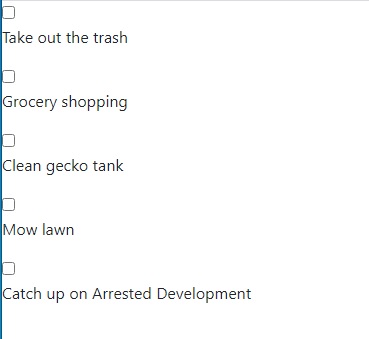 Take out the trash
Grocery shopping
Clean gecko tank
Mow lawn
Catch up on Arrested Development